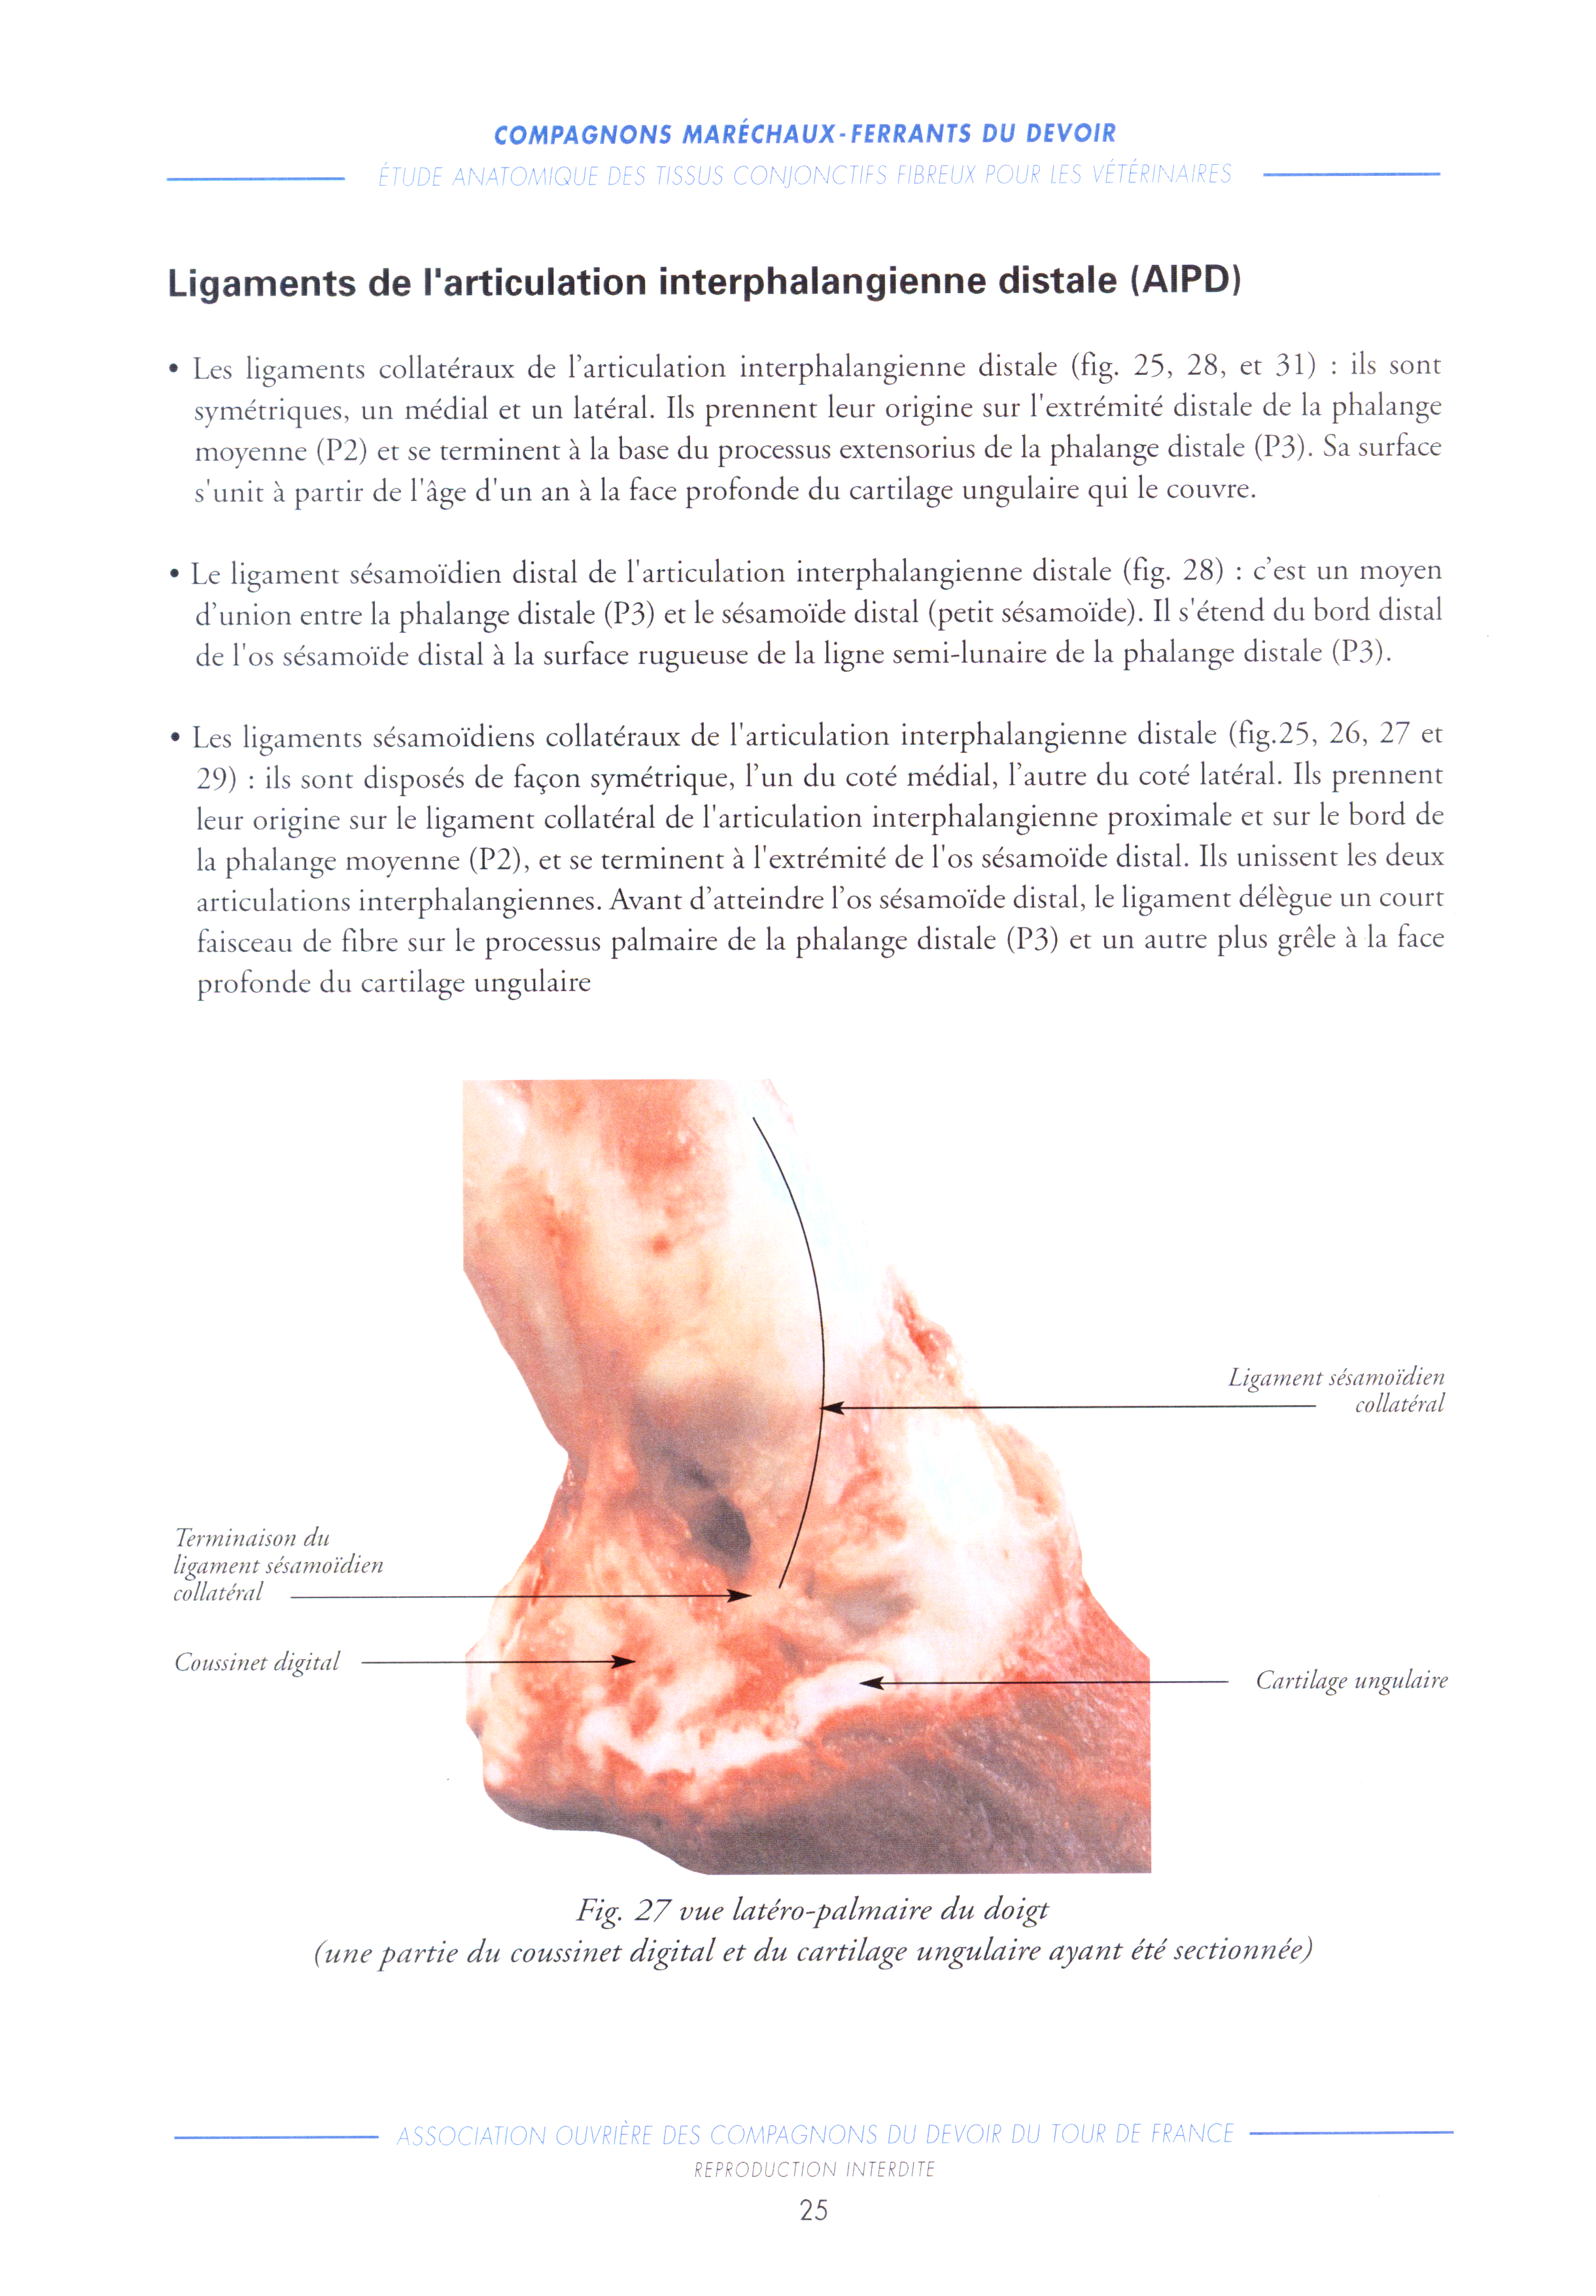 COMPAGNONS MARÉCHAUX-FERRANTS DU DEVOIR
ÉTUDE ANATOMIQUE DES TISSUS CONJONCTIFS FIBREUX POUR LES VÉTÉRINAIRES
Ligaments de l'articulation interphalangienne distale (AIPD)
• Les ligaments collatéraux de l'articulation interphalangienne distale (fig. 25, 28, et 31) : ils sont
symétriques, un médial et un latéral. Ils prennent leur origine sur l'extrémité distale de la phalange
moyenne (P2) et se terminent à la base du processus extensorius de la phalange distale (P3). Sa surface
s'unit à partir de l'âge d'un an à la face profonde du cartilage ungulaire qui le couvre.
• Le ligament sésamoïdien distal de l'articulation interphalangienne distale (fig. 28) : c'est un moyen
d'union entre la phalange distale (P3) et le sésamoïde distal (petit sésamoïde). Il s'étend du bord distal
de l'os sésamoïde distal à la surface rugueuse de la ligne semi-lunaire de la phalange distale (P3).
• Les ligaments sésamoïdiens collatéraux de l'articulation interphalangienne distale (fig.25, 26, 27 et
29) : ils sont disposés de façon symétrique, l'un du coté médial, l'autre du coté latéral. Ils prennent
leur origine sur le ligament collatéral de l'articulation interphalangienne proximale et sur le bord de
la phalange moyenne (P2), et se terminent à l'extrémité de l'os sésamoïde distal. Ils unissent les deux
articulations interphalangiennes. Avant d'atteindre l'os sésamoïde distal, le ligament délègue un court
faisceau de fibre sur le processus palmaire de la phalange distale (P3) et un autre plus grêle à la face
profonde du cartilage ungulaire
Ligament sésamoïdien
collatéral
Terminaison du
ligament sésamoïdien
collatéral
Coussinet digital
Cartilage ungulaire
Fig. 27 vue latéro-palmaire du doigt
(une partie du coussinet digital et du cartilage ungulaire ayant été sectionnée)
ASSOCIATION OUVRIÈRE DES COMPAGNONS DU DEVOIR DU TOUR DE FRANCE
REPRODUCTION INTERDITE
25